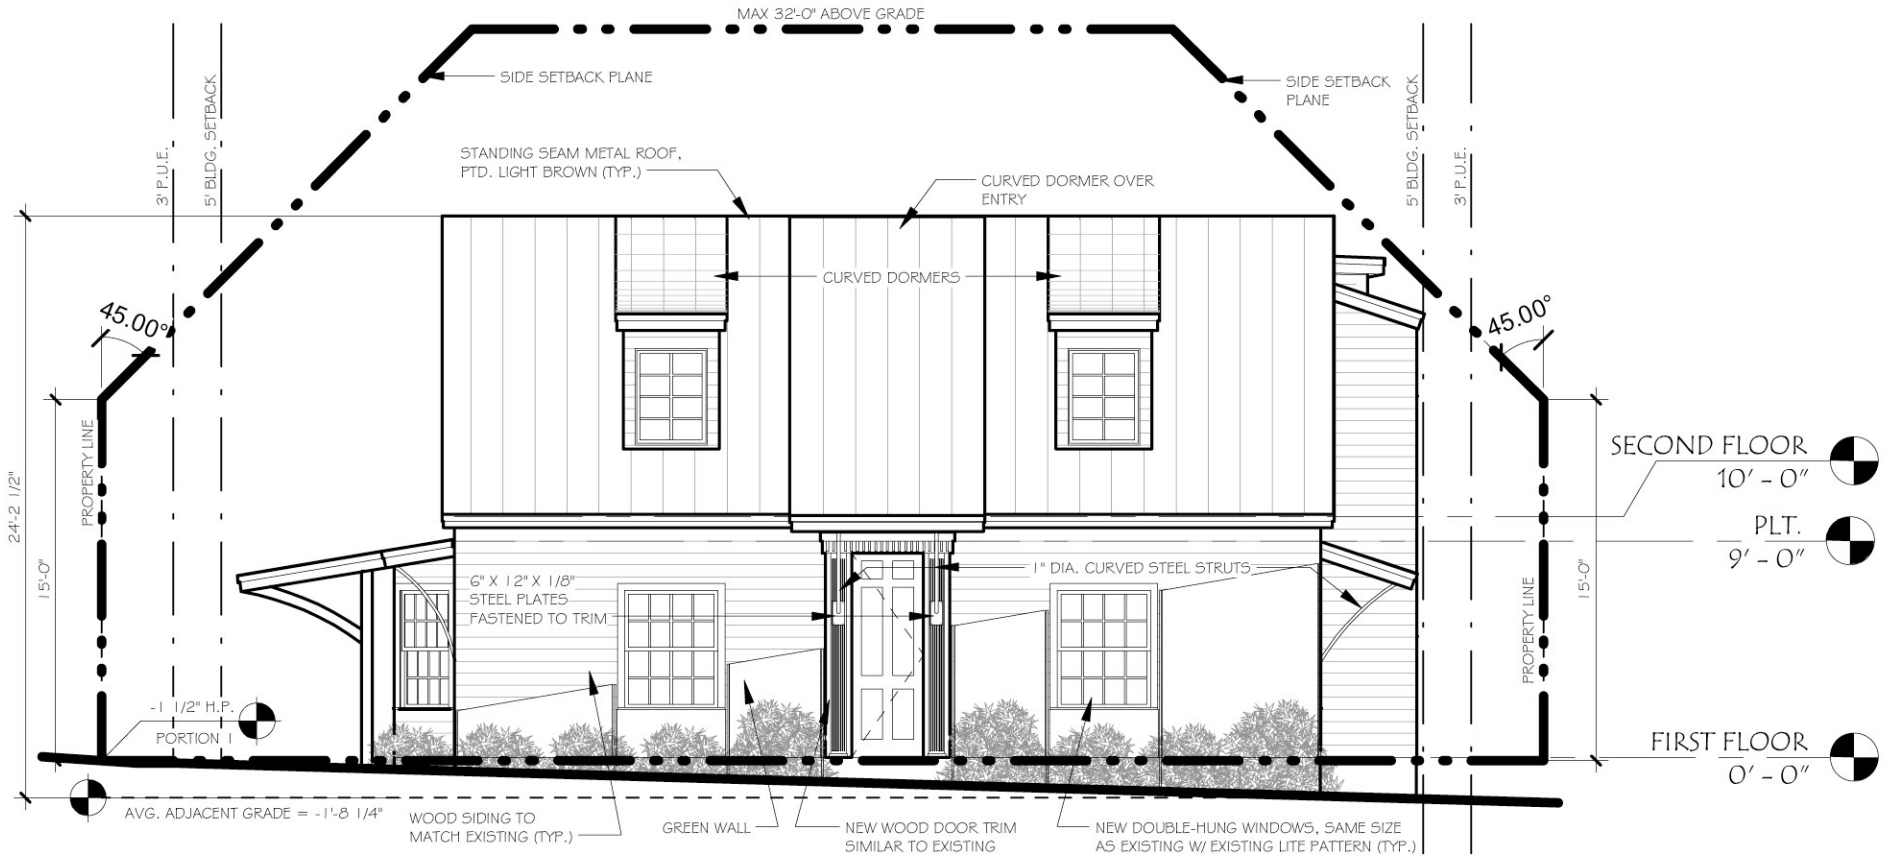 MAX 32'-0" ABOVE GRADE
SIDE SETBACK PLANE
SIDE SETBACK
PLANE
3' P.U.E.
5' BLDG. SETBACK
5' BLDG. SETBACK
3' P.U.E.
STANDING SEAM METAL ROOF,
PTD. LIGHT BROWN (TYP.)
CURVED DORMER OVER
ENTRY
CURVED DORMERS
45.00°
45.00°
PROPERTY LINE
24'-2 1/2"
15'-0"
SECOND FLOOR
10' - 0"
PLT.
9' - 0"
6" X 12" X 1/8"
STEEL PLATES
FASTENED TO TRIM
1" DIA. CURVED STEEL STRUTS
15'-0"
PROPERTY LINE
-1 1/2" H.P.
PORTION 1
FIRST FLOOR
0' - 0"
AVG. ADJACENT GRADE = -1'-8 1/4"
WOOD SIDING TO
MATCH EXISTING (TYP.)
GREEN WALL
NEW WOOD DOOR TRIM
SIMILAR TO EXISTING
NEW DOUBLE-HUNG WINDOWS, SAME SIZE
AS EXISTING W/ EXISTING LITE PATTERN (TYP.)